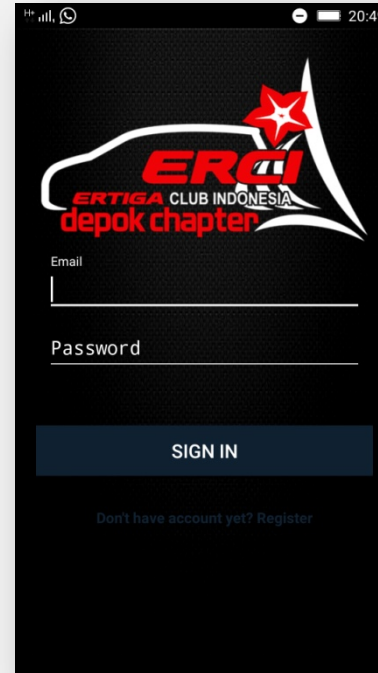 H+ 20:4
ERCI
ERTIGA CLUB INDONESIA
depok chapter
Email
Password
SIGN IN
Don't have account yet? Register